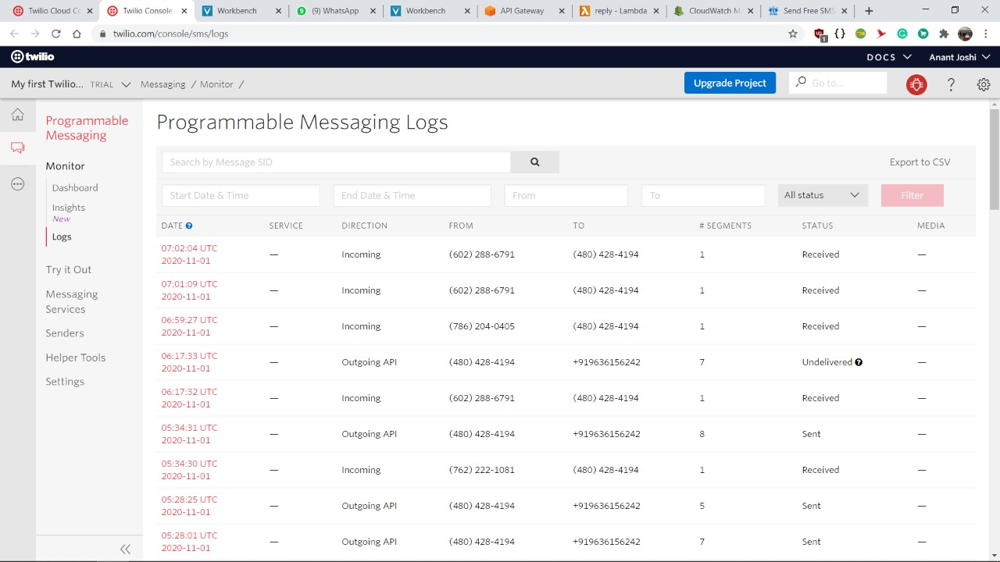 Twilio Cloud Co
Twilio Console
Workbench
(9) WhatsApp
Workbench
API Gateway
reply - Lambda
CloudWatch M
Send Free SMS
twilio.com/console/sms/logs
1
twilio
DOCS
Anant Joshi
My first Twilio... TRIAL
Messaging / Monitor /
Upgrade Project
Go to...
Programmable
Messaging
Monitor
Dashboard
Insights
New
Logs
Try it Out
Messaging
Services
Senders
Helper Tools
Settings
Programmable Messaging Logs
Search by Message SID
Export to CSV
Start Date & Time
End Date & Time
From
To
All status
Filter
DATE ? SERVICE DIRECTION FROM TO # SEGMENTS STATUS MEDIA
07:02:04 UTC
2020-11-01
— Incoming (602) 288-6791 (480) 428-4194 1 Received —
07:01:09 UTC
2020-11-01
— Incoming (602) 288-6791 (480) 428-4194 1 Received —
06:59:27 UTC
2020-11-01
— Incoming (786) 204-0405 (480) 428-4194 1 Received —
06:17:33 UTC
2020-11-01
— Outgoing API (480) 428-4194 +919636156242 7 Undelivered ? —
06:17:32 UTC
2020-11-01
— Incoming (602) 288-6791 (480) 428-4194 1 Received —
05:34:31 UTC
2020-11-01
— Outgoing API (480) 428-4194 +919636156242 8 Sent —
05:34:30 UTC
2020-11-01
— Incoming (762) 222-1081 (480) 428-4194 1 Received —
05:28:25 UTC
2020-11-01
— Outgoing API (480) 428-4194 +919636156242 5 Sent —
05:28:01 UTC
2020-11-01
— Outgoing API (480) 428-4194 +919636156242 7 Sent —